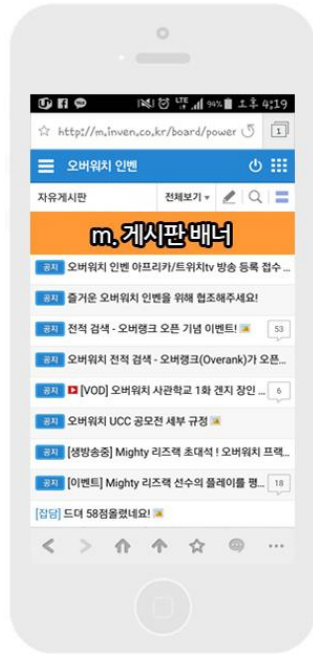 LTE 94% 오후 4:19
http://m.inven.co.kr/board/power 1
오버워치 인벤
자유게시판 전체보기
m. 게시판 배너
공지 오버워치 인벤 아프리카/트위치tv 방송 등록 접수 ...
공지 즐거운 오버워치 인벤을 위해 협조해주세요!
공지 전적 검색 - 오버랭크 오픈 기념 이벤트! 53
공지 오버워치 전적 검색 - 오버랭크(Overank)가 오픈...
공지 [VOD] 오버워치 사관학교 1화 겐지 장인 ... 6
공지 오버워치 UCC 공모전 세부 규정
공지 [생방송중] Mighty 리즈랙 초대석 ! 오버워치 프랙...
공지 [이벤트] Mighty 리즈랙 선수의 플레이를 평... 18
[잡담] 드뎌 58점올렸네요!